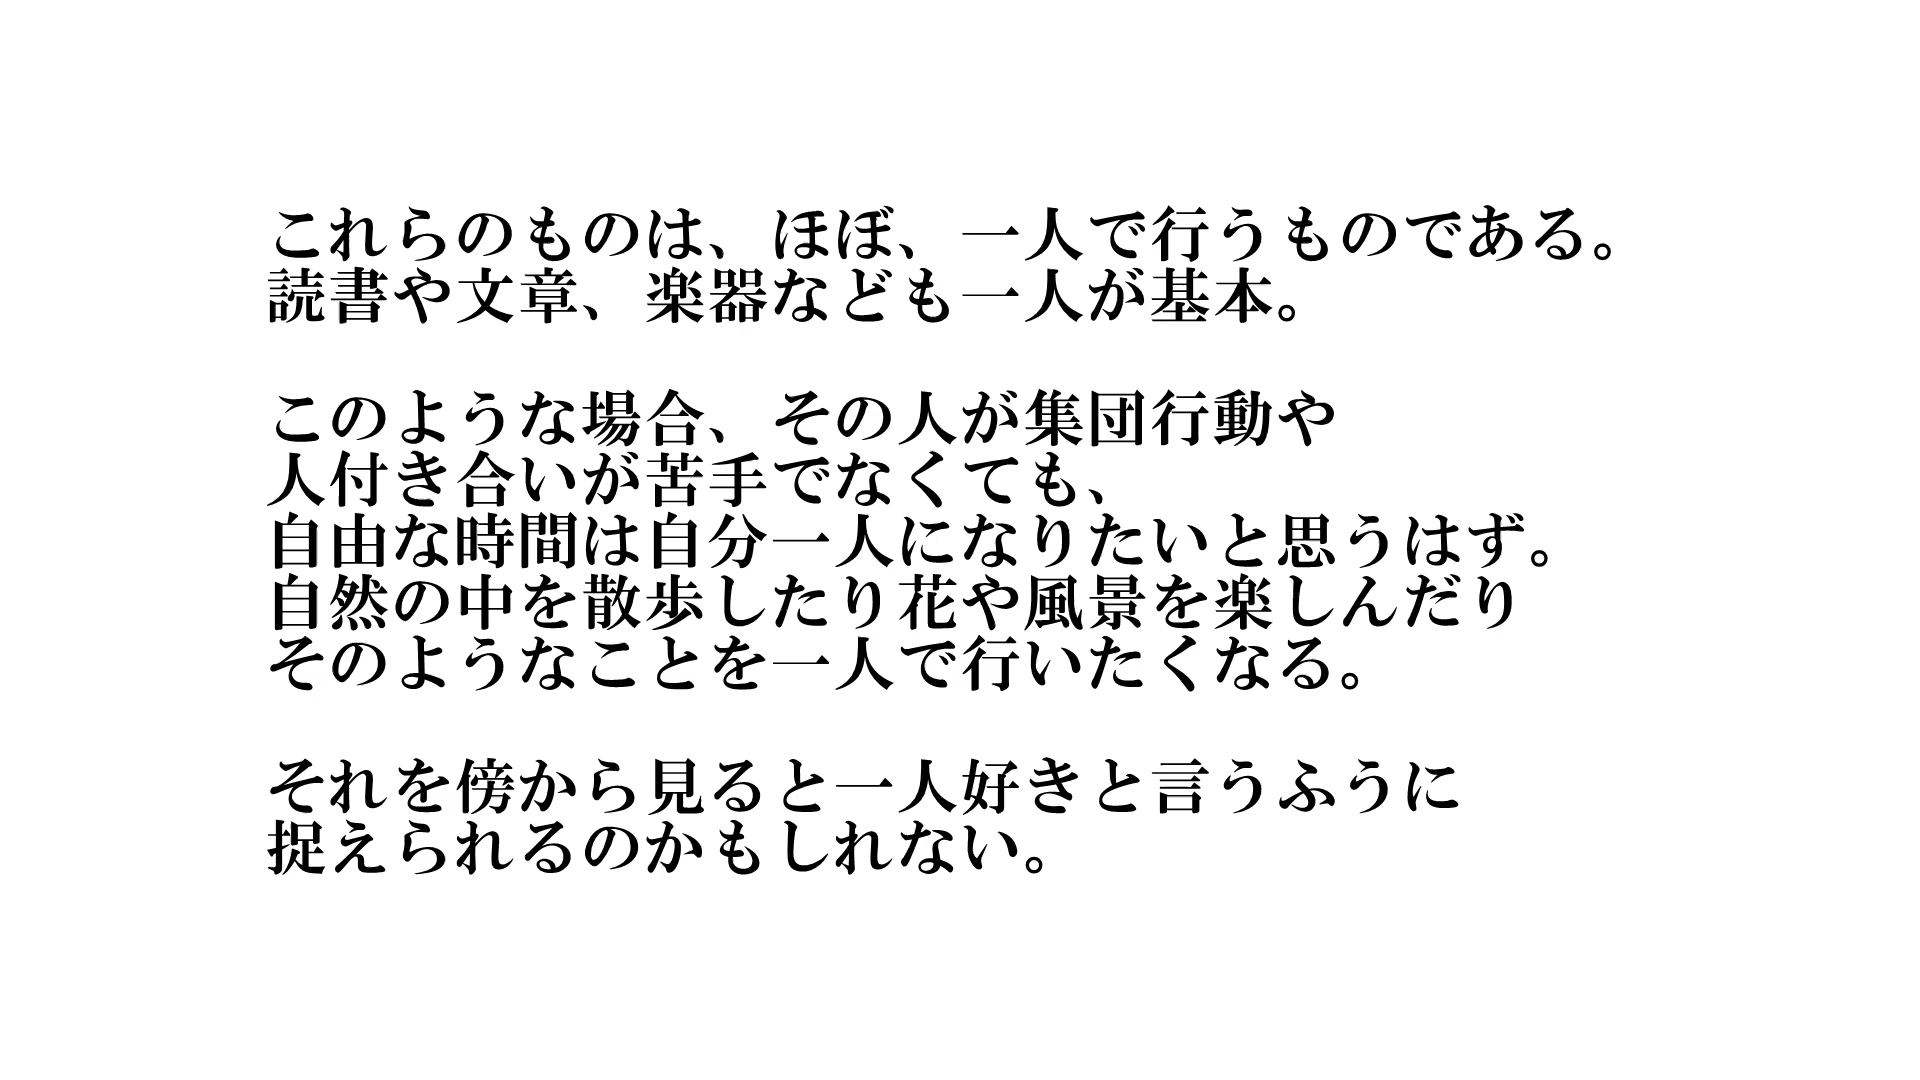 これらのものは、ほぼ、一人で行うものである。
読書や文章、楽器なども一人が基本。
このような場合、その人が集団行動や
人付き合いが苦手でなくても、
自由な時間は自分一人になりたいと思うはず。
自然の中を散歩したり花や風景を楽しんだり
そのようなことを一人で行いたくなる。
それを傍から見ると一人好きと言うふうに
捉えられるのかもしれない。